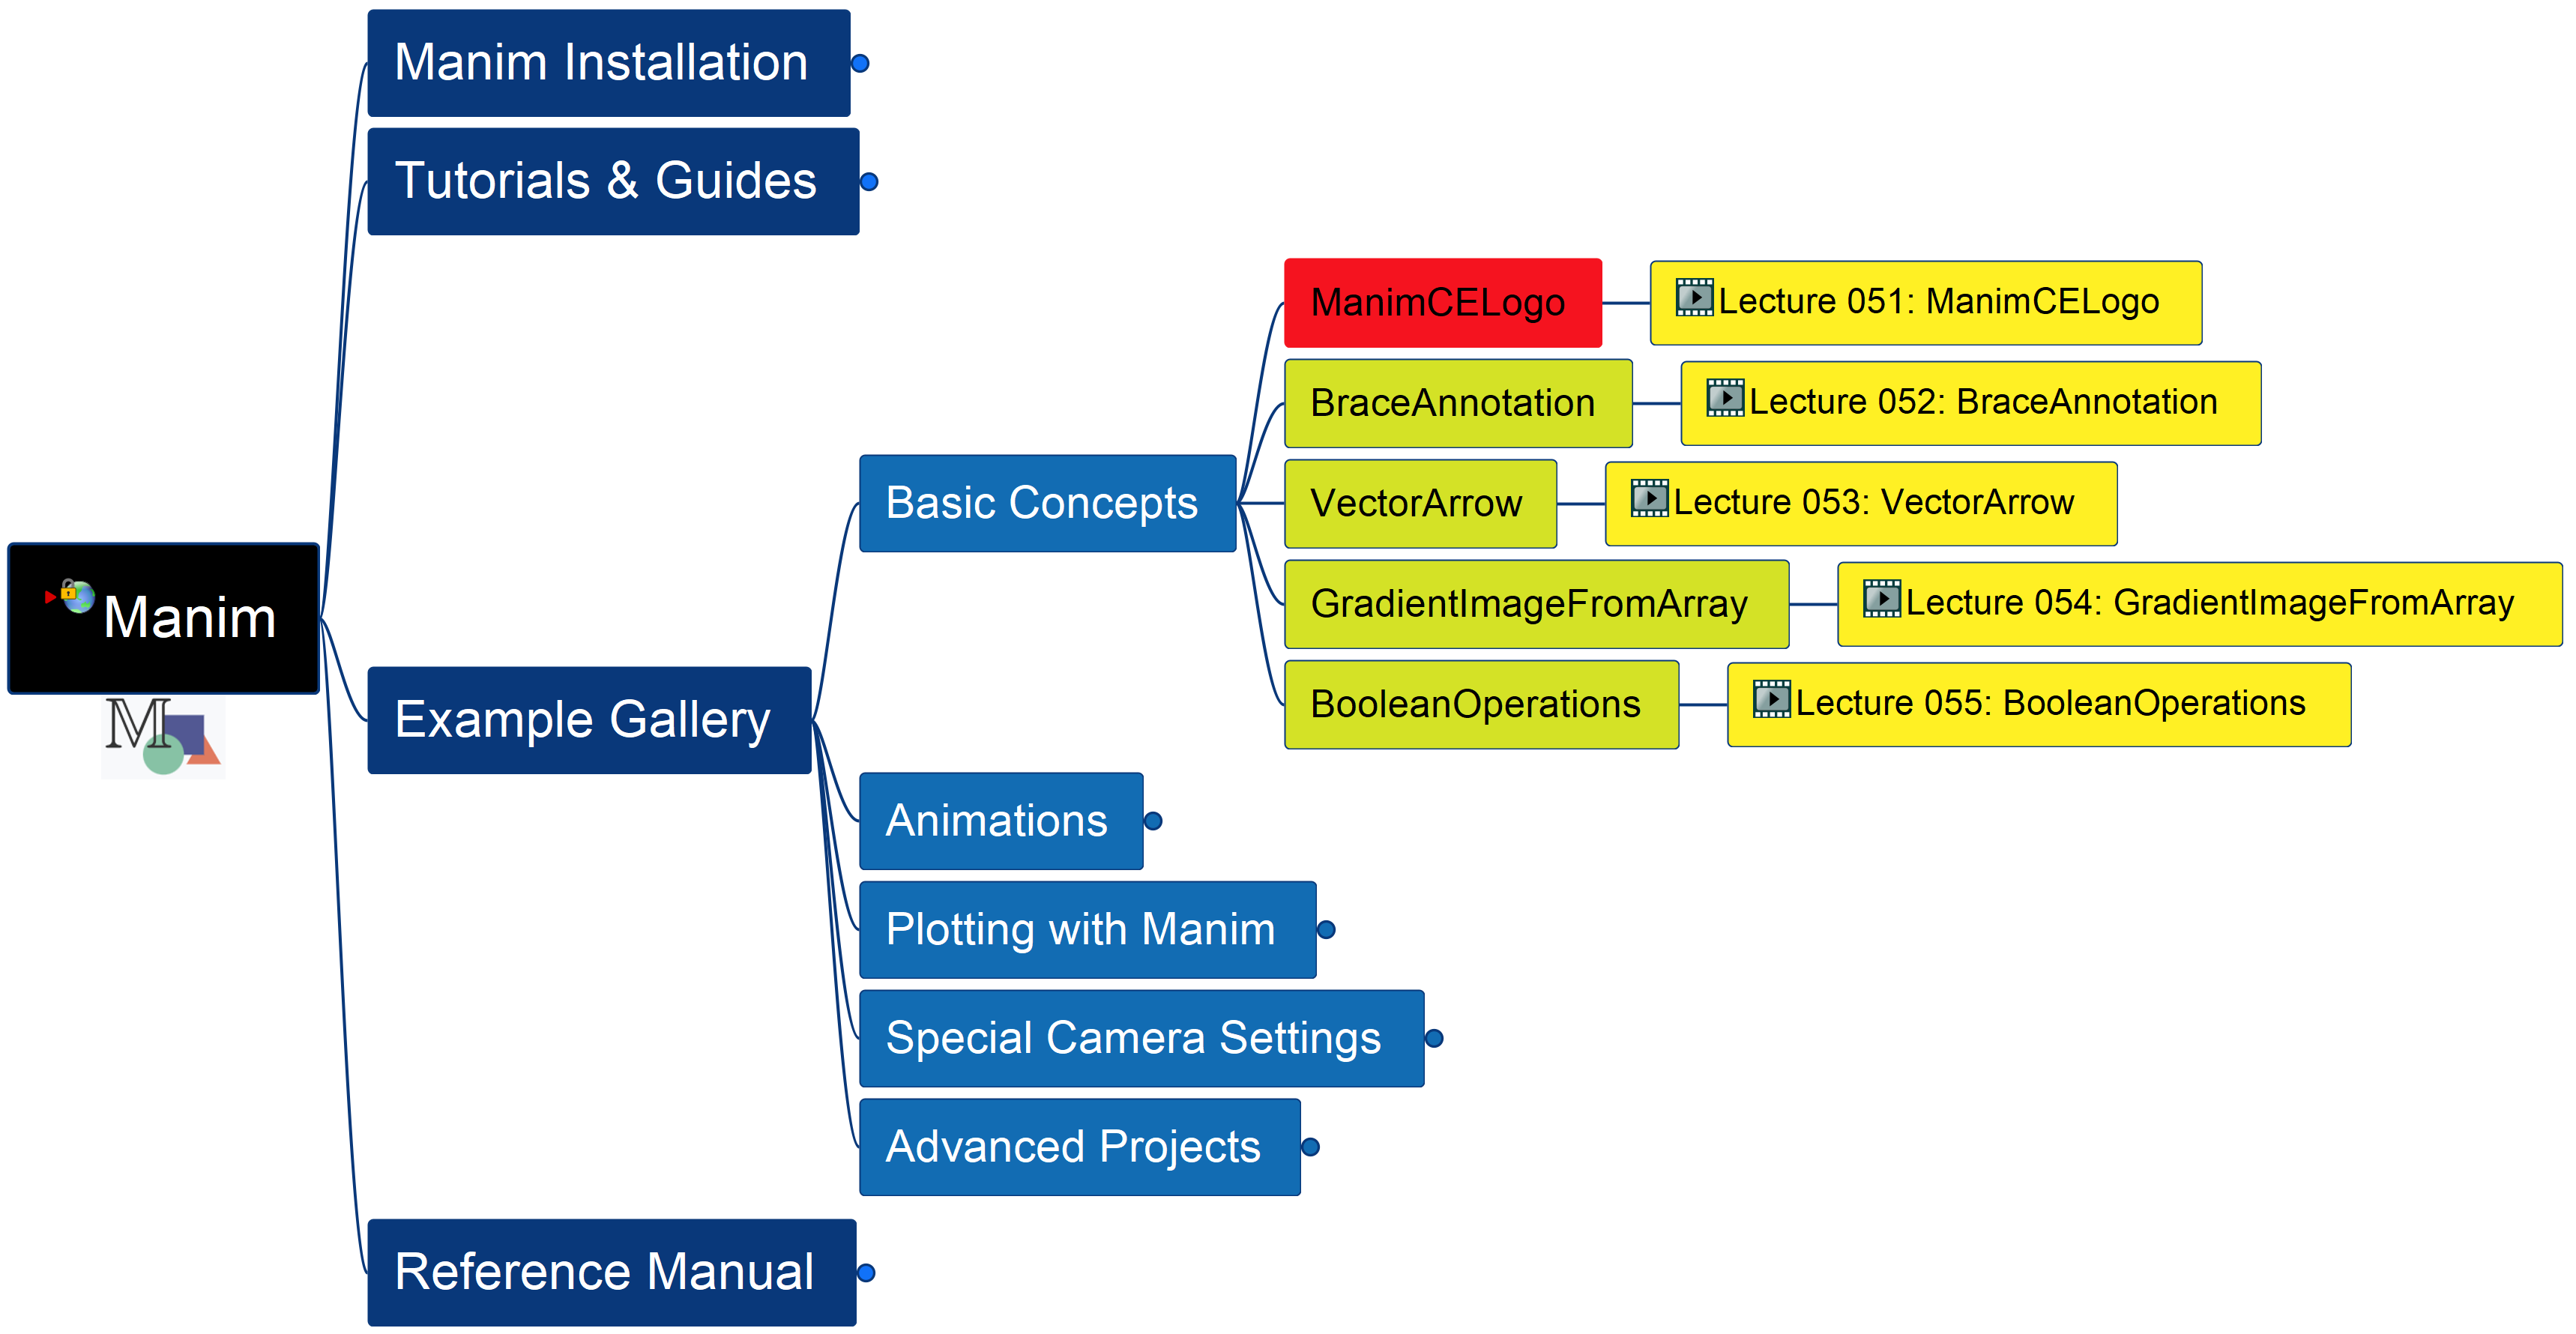 Manim Installation
Tutorials & Guides
ManimCELogo
Lecture 051: ManimCELogo
BraceAnnotation
Lecture 052: BraceAnnotation
Basic Concepts
VectorArrow
Lecture 053: VectorArrow
GradientImageFromArray
Lecture 054: GradientImageFromArray
Manim
M
Example Gallery
BooleanOperations
Lecture 055: BooleanOperations
Animations
Plotting with Manim
Special Camera Settings
Advanced Projects
Reference Manual